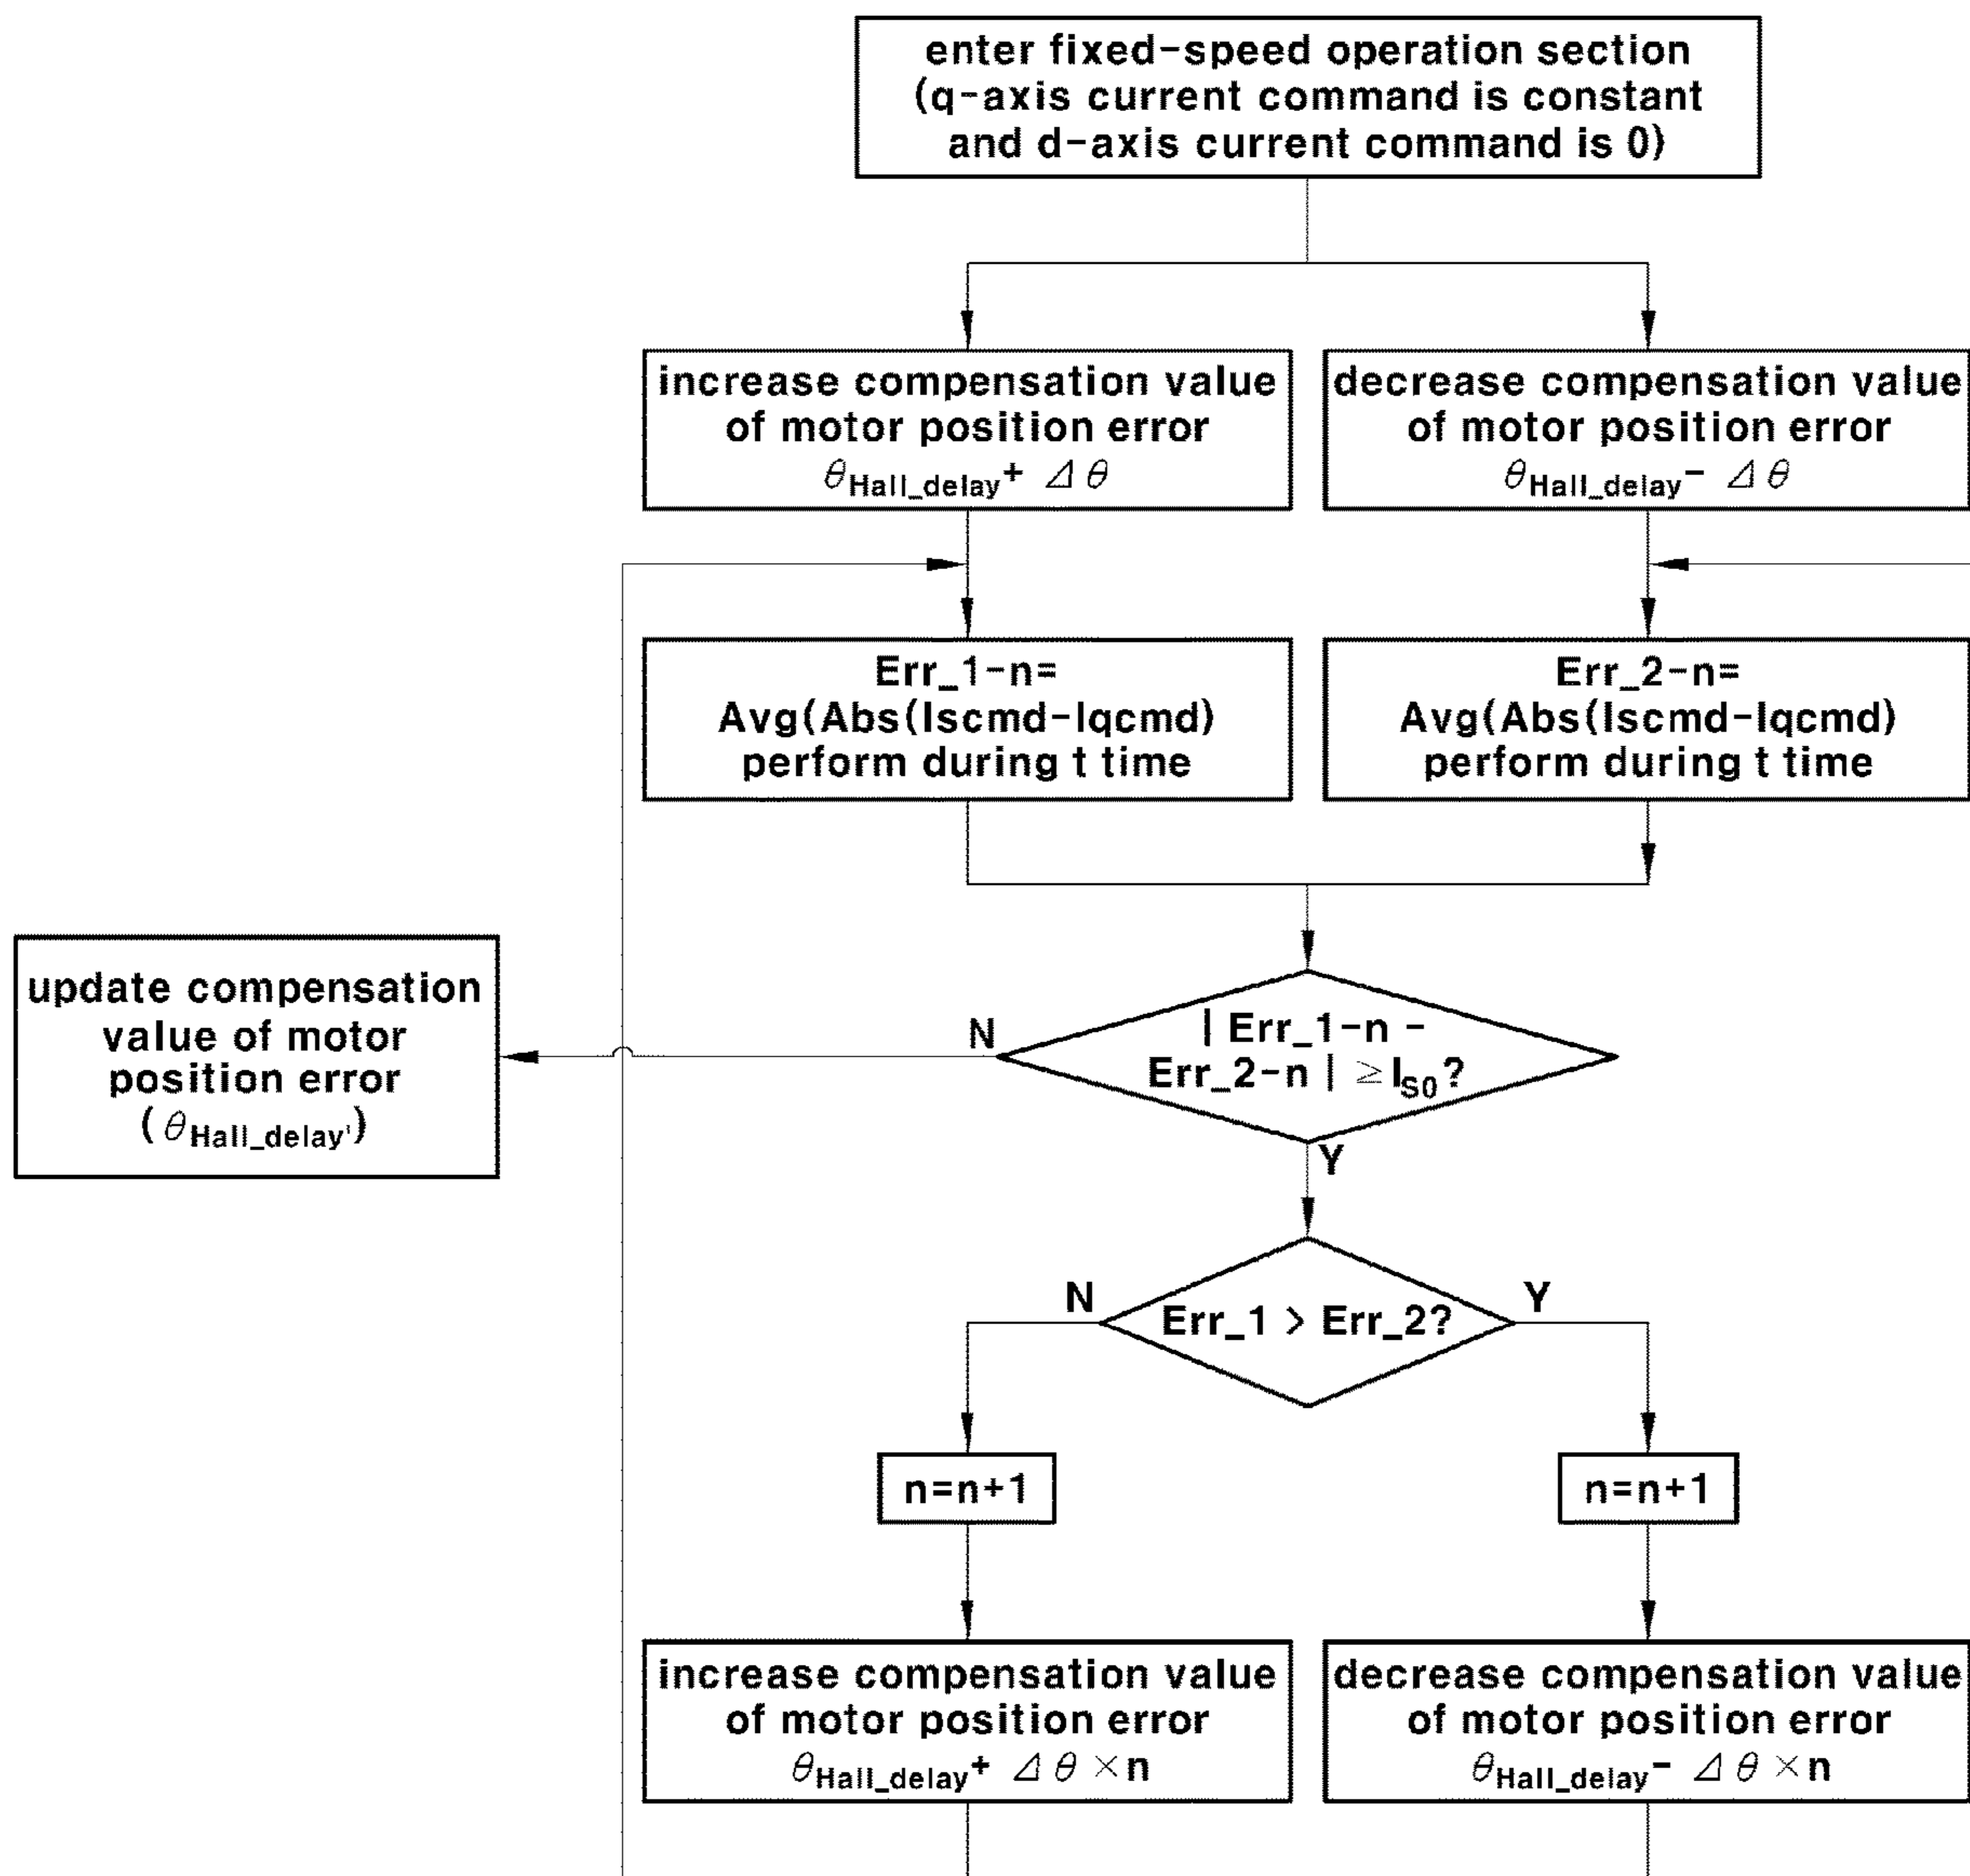 enter fixed-speed operation section
(q-axis current command is constant
and d-axis current command is 0)
increase compensation value
of motor position error
θHall_delay+ Δθ
decrease compensation value
of motor position error
θHall_delay- Δθ
Err_1-n=
Avg(Abs(Iscmd-Iqcmd)
perform during t time
Err_2-n=
Avg(Abs(Iscmd-Iqcmd)
perform during t time
update compensation
value of motor
position error
(θHall_delay')
N
| Err_1-n -
Err_2-n | ≥IS0?
Y
N
Err_1 > Err_2?
Y
n=n+1
n=n+1
increase compensation value
of motor position error
θHall_delay+ Δθ×n
decrease compensation value
of motor position error
θHall_delay- Δθ×n